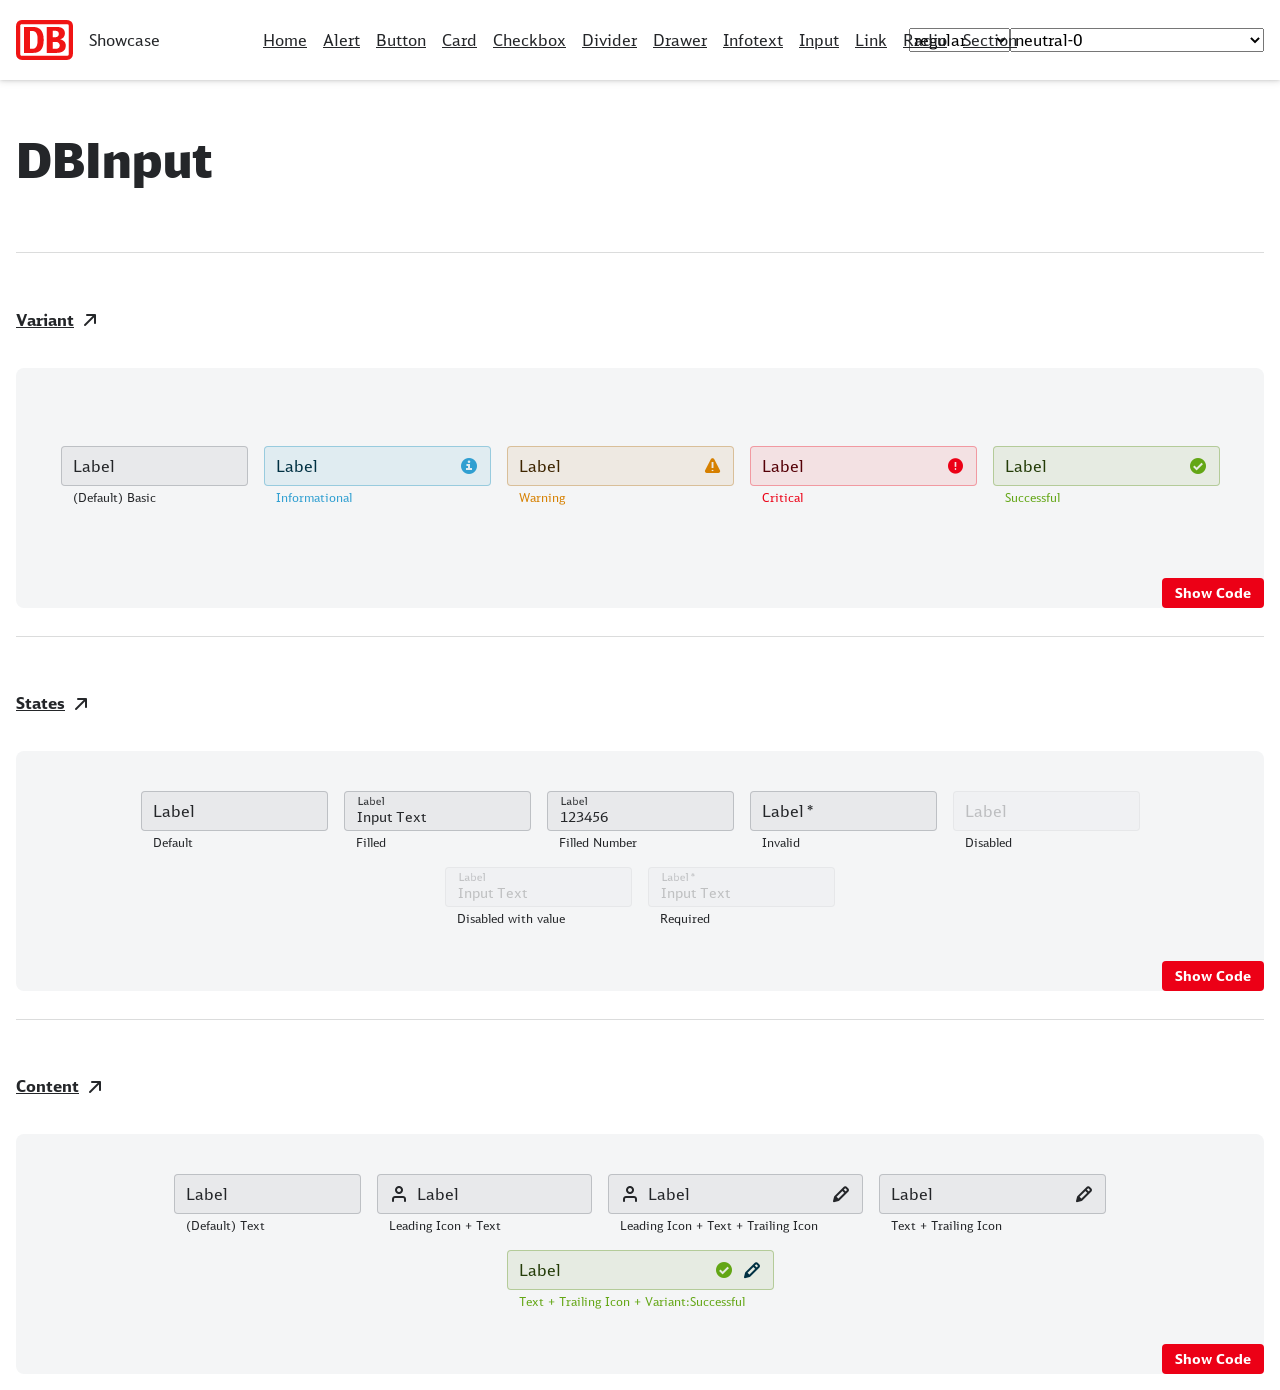 DB Showcase Home Alert Button Card Checkbox Divider Drawer Infotext Input Link Radio Section regular neutral-0
DBInput
Variant
Label Label Label Label Label
(Default) Basic Informational Warning Critical Successful
Show Code
States
Label Label Label Label * Label
Input Text 123456
Default Filled Filled Number Invalid Disabled
Label Label *
Input Text Input Text
Disabled with value Required
Show Code
Content
Label Label Label Label
(Default) Text Leading Icon + Text Leading Icon + Text + Trailing Icon Text + Trailing Icon
Label
Text + Trailing Icon + Variant:Successful
Show Code